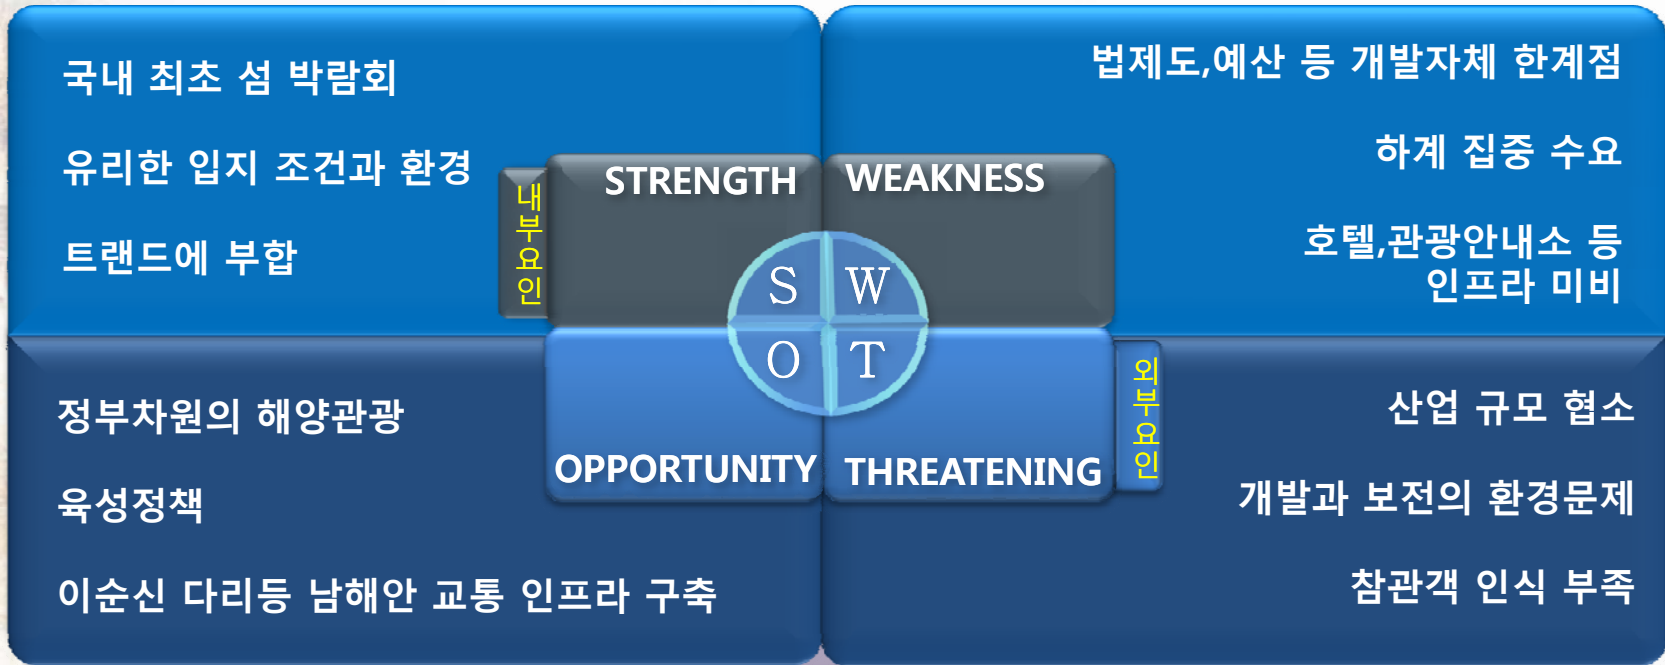 국내 최초 섬 박람회
유리한 입지 조건과 환경
트랜드에 부합
법제도,예산 등 개발자체 한계점
하계 집중 수요
호텔,관광안내소 등
인프라 미비
내부요인
STRENGTH
WEAKNESS
S
W
O
T
OPPORTUNITY
THREATENING
외부요인
정부차원의 해양관광
육성정책
이순신 다리등 남해안 교통 인프라 구축
산업 규모 협소
개발과 보전의 환경문제
참관객 인식 부족